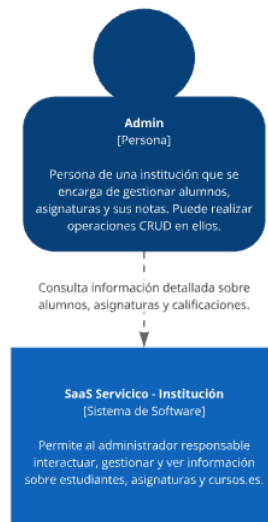 Admin
[Persona]
Persona de una institución que se
encarga de gestionar alumnos,
asignaturas y sus notas. Puede realizar
operaciones CRUD en ellos.
Consulta información detallada sobre
alumnos, asignaturas y calificaciones.
SaaS Servicico - Institución
[Sistema de Software]
Permite al administrador responsable
interactuar, gestionar y ver información
sobre estudiantes, asignaturas y cursos.es.